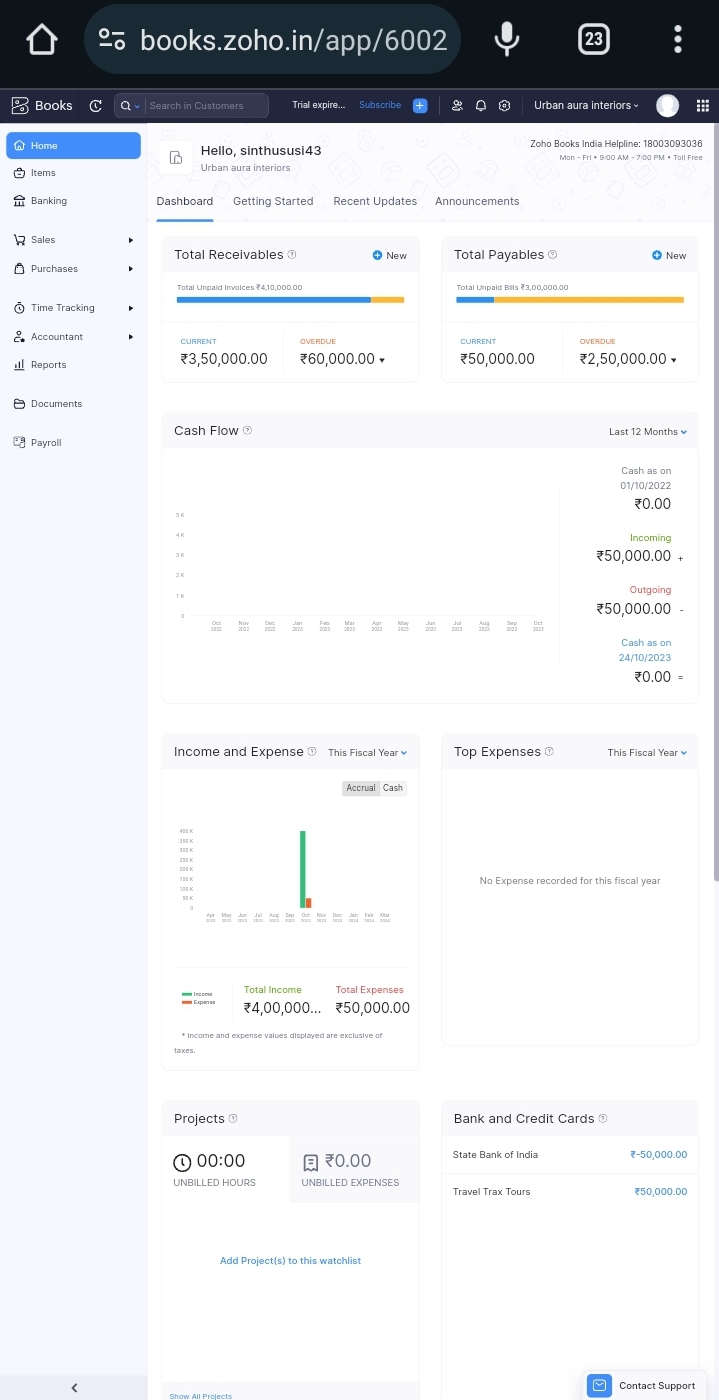 books.zoho.in/app/6002
23
Books
Search in Customers
Trial expire...
Subscribe
Urban aura interiors
Home
Items
Banking
Sales
Purchases
Time Tracking
Accountant
Reports
Documents
Payroll
Hello, sinthususi43
Urban aura interiors
Zoho Books India Helpline: 18003093036
Mon - Fri • 9:00 AM - 7:00 PM • Toll Free
Dashboard Getting Started Recent Updates Announcements
Total Receivables
New
Total Unpaid Invoices ₹4,10,000.00
CURRENT
₹3,50,000.00
OVERDUE
₹60,000.00
Total Payables
New
Total Unpaid Bills ₹3,00,000.00
CURRENT
₹50,000.00
OVERDUE
₹2,50,000.00
Cash Flow
Last 12 Months
5 K
4 K
3 K
2 K
1 K
0
Oct Nov Dec Jan Feb Mar Apr May Jun Jul Aug Sep Oct
2022 2022 2022 2023 2023 2023 2023 2023 2023 2023 2023 2023 2023
Cash as on
01/10/2022
₹0.00
Incoming
₹50,000.00 +
Outgoing
₹50,000.00 -
Cash as on
24/10/2023
₹0.00 =
Income and Expense
This Fiscal Year
Accrual Cash
400 K
350 K
300 K
250 K
200 K
150 K
100 K
50 K
0
Apr May Jun Jul Aug Sep Oct Nov Dec Jan Feb Mar
2023 2023 2023 2023 2023 2023 2023 2023 2023 2024 2024 2024
Income
Expense
Total Income
₹4,00,000...
Total Expenses
₹50,000.00
* Income and expense values displayed are exclusive of
taxes.
Top Expenses
This Fiscal Year
No Expense recorded for this fiscal year
Projects
00:00
UNBILLED HOURS
₹0.00
UNBILLED EXPENSES
Add Project(s) to this watchlist
Show All Projects
Bank and Credit Cards
State Bank of India ₹-50,000.00
Travel Trax Tours ₹50,000.00
Contact Support